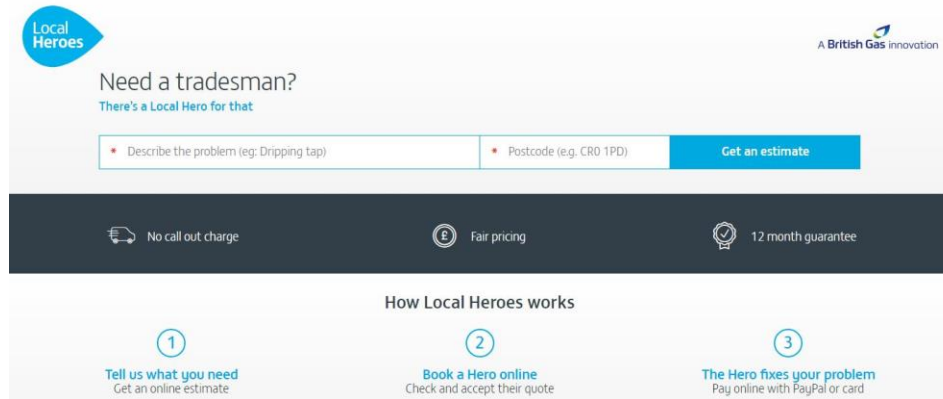 Local
Heroes
A British Gas innovation
Need a tradesman?
There's a Local Hero for that
* Describe the problem (eg: Dripping tap)
* Postcode (e.g. CR0 1PD)
Get an estimate
No call out charge
£
Fair pricing
12 month guarantee
How Local Heroes works
1
2
3
Tell us what you need
Book a Hero online
The Hero fixes your problem
Get an online estimate
Check and accept their quote
Pay online with PayPal or card